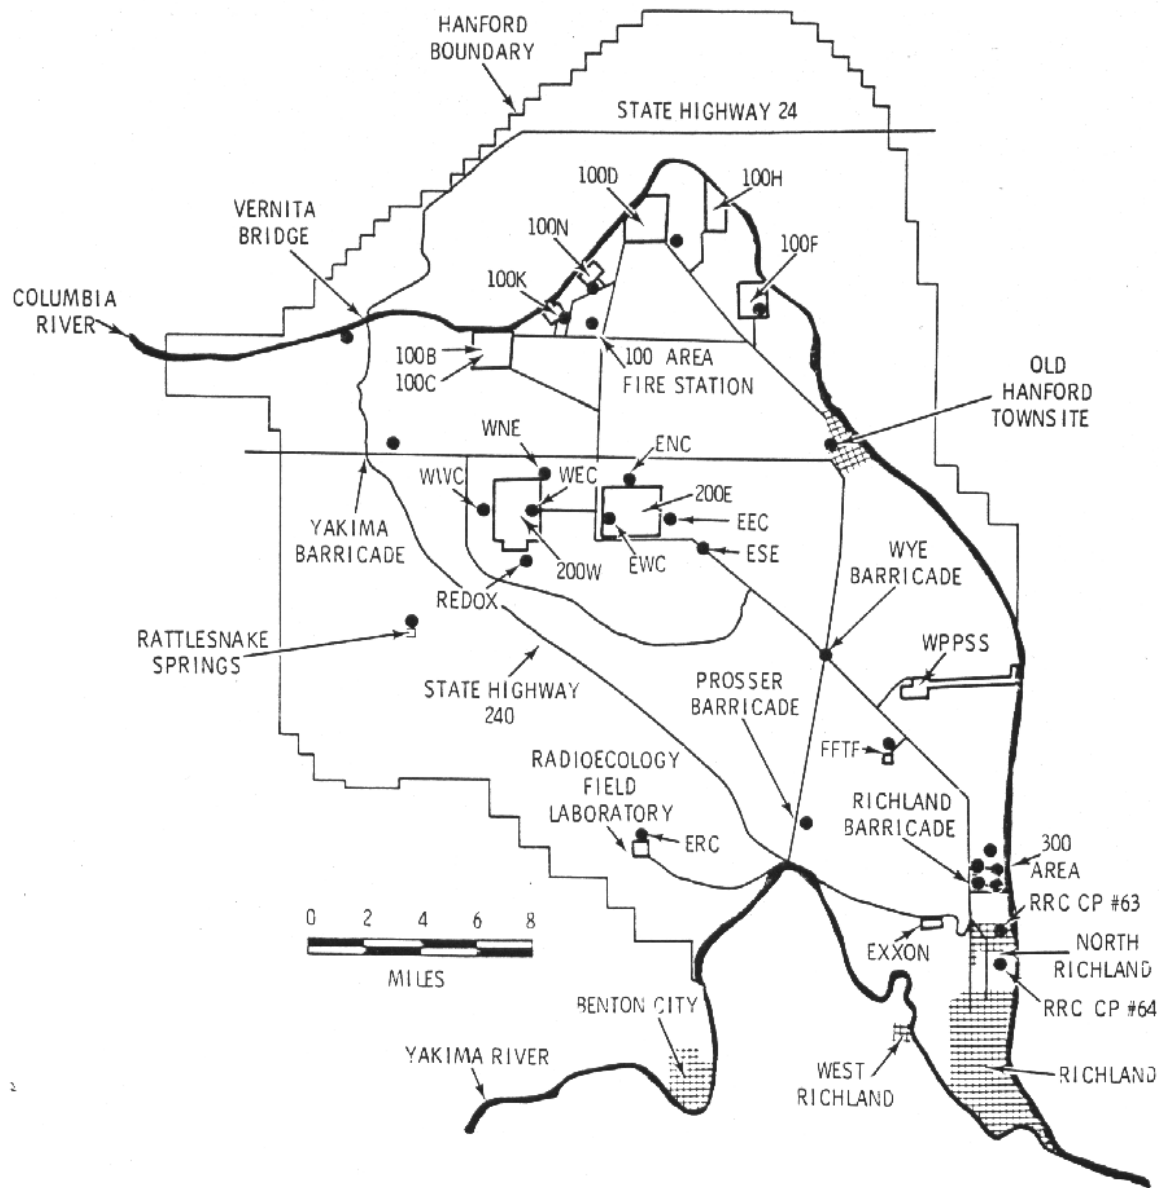 HANFORD
BOUNDARY
STATE HIGHWAY 24
100D
100H
VERNITA
BRIDGE
100N
100F
100K
COLUMBIA
RIVER
100B
100C
100 AREA
FIRE STATION
OLD
HANFORD
TOWNSITE
WNE
ENC
WWC
WEC
200E
EEC
YAKIMA
BARRICADE
200W
EWC
ESE
WYE
BARRICADE
REDOX
RATTLESNAKE
SPRINGS
WPPSS
STATE HIGHWAY
240
PROSSER
BARRICADE
FFTF
RADIOECOLOGY
FIELD
LABORATORY
RICHLAND
BARRICADE
ERC
300
AREA
0 2 4 6 8
MILES
RRC CP #63
EXXON
NORTH
RICHLAND
BENTON CITY
RRC CP #64
YAKIMA RIVER
WEST
RICHLAND
RICHLAND